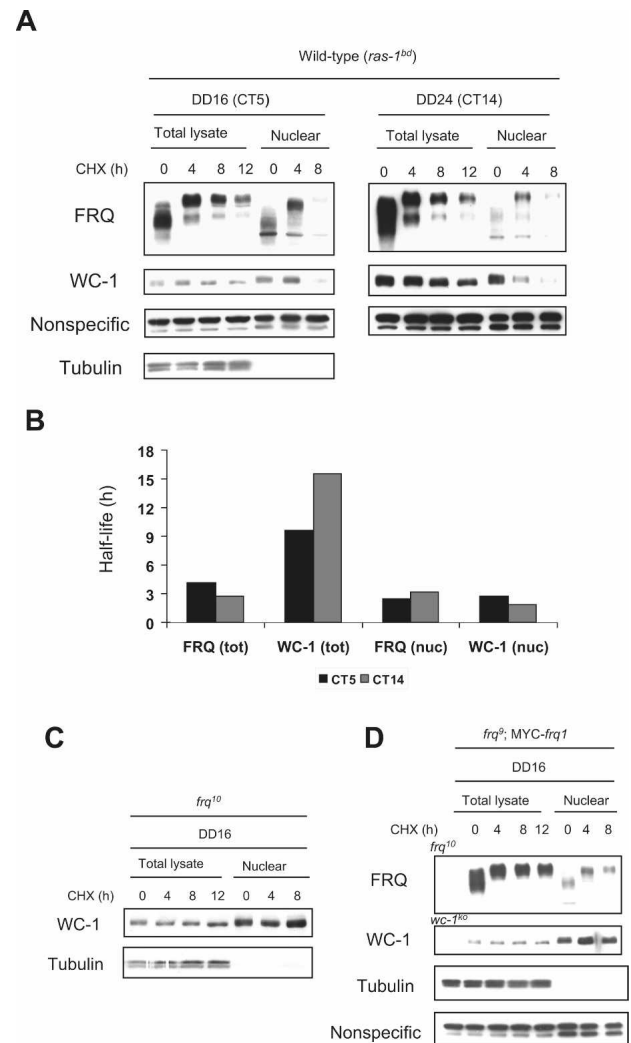 A
Wild-type (ras-1bd)
DD16 (CT5) DD24 (CT14)
Total lysate Nuclear Total lysate Nuclear
CHX (h) 0 4 8 12 0 4 8 0 4 8 12 0 4 8
FRQ
WC-1
Nonspecific
Tubulin
B
Half-life (h)
18
15
12
9
6
3
0
FRQ (tot) WC-1 (tot) FRQ (nuc) WC-1 (nuc)
CT5 CT14
C
frq10
DD16
Total lysate Nuclear
CHX (h) 0 4 8 12 0 4 8
WC-1
Tubulin
D
frq9; MYC-frq1
DD16
Total lysate Nuclear
CHX (h) 0 4 8 12 0 4 8
frq10
FRQ
wc-1ko
WC-1
Tubulin
Nonspecific